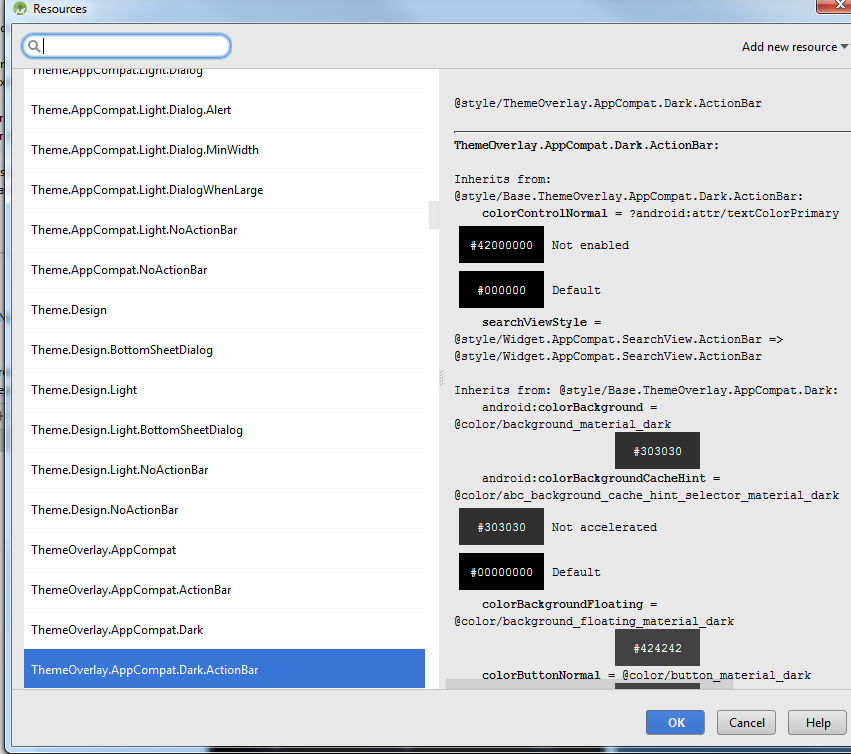 Resources
Add new resource
Theme.AppCompat.Light.Dialog
Theme.AppCompat.Light.Dialog.Alert
Theme.AppCompat.Light.Dialog.MinWidth
Theme.AppCompat.Light.DialogWhenLarge
Theme.AppCompat.Light.NoActionBar
Theme.AppCompat.NoActionBar
Theme.Design
Theme.Design.BottomSheetDialog
Theme.Design.Light
Theme.Design.Light.BottomSheetDialog
Theme.Design.Light.NoActionBar
Theme.Design.NoActionBar
ThemeOverlay.AppCompat
ThemeOverlay.AppCompat.ActionBar
ThemeOverlay.AppCompat.Dark
ThemeOverlay.AppCompat.Dark.ActionBar
@style/ThemeOverlay.AppCompat.Dark.ActionBar
ThemeOverlay.AppCompat.Dark.ActionBar:
Inherits from:
@style/Base.ThemeOverlay.AppCompat.Dark.ActionBar:
colorControlNormal = ?android:attr/textColorPrimary
#42000000 Not enabled
#000000 Default
searchViewStyle =
@style/Widget.AppCompat.SearchView.ActionBar =>
@style/Widget.AppCompat.SearchView.ActionBar
Inherits from: @style/Base.ThemeOverlay.AppCompat.Dark:
android:colorBackground =
@color/background_material_dark
#303030
android:colorBackgroundCacheHint =
@color/abc_background_cache_hint_selector_material_dark
#303030 Not accelerated
#00000000 Default
colorBackgroundFloating =
@color/background_floating_material_dark
#424242
colorButtonNormal = @color/button_material_dark
OK
Cancel
Help